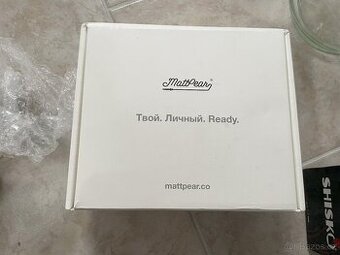 MattPear®
Твой. Личный. Ready.
mattpear.co
SHISK